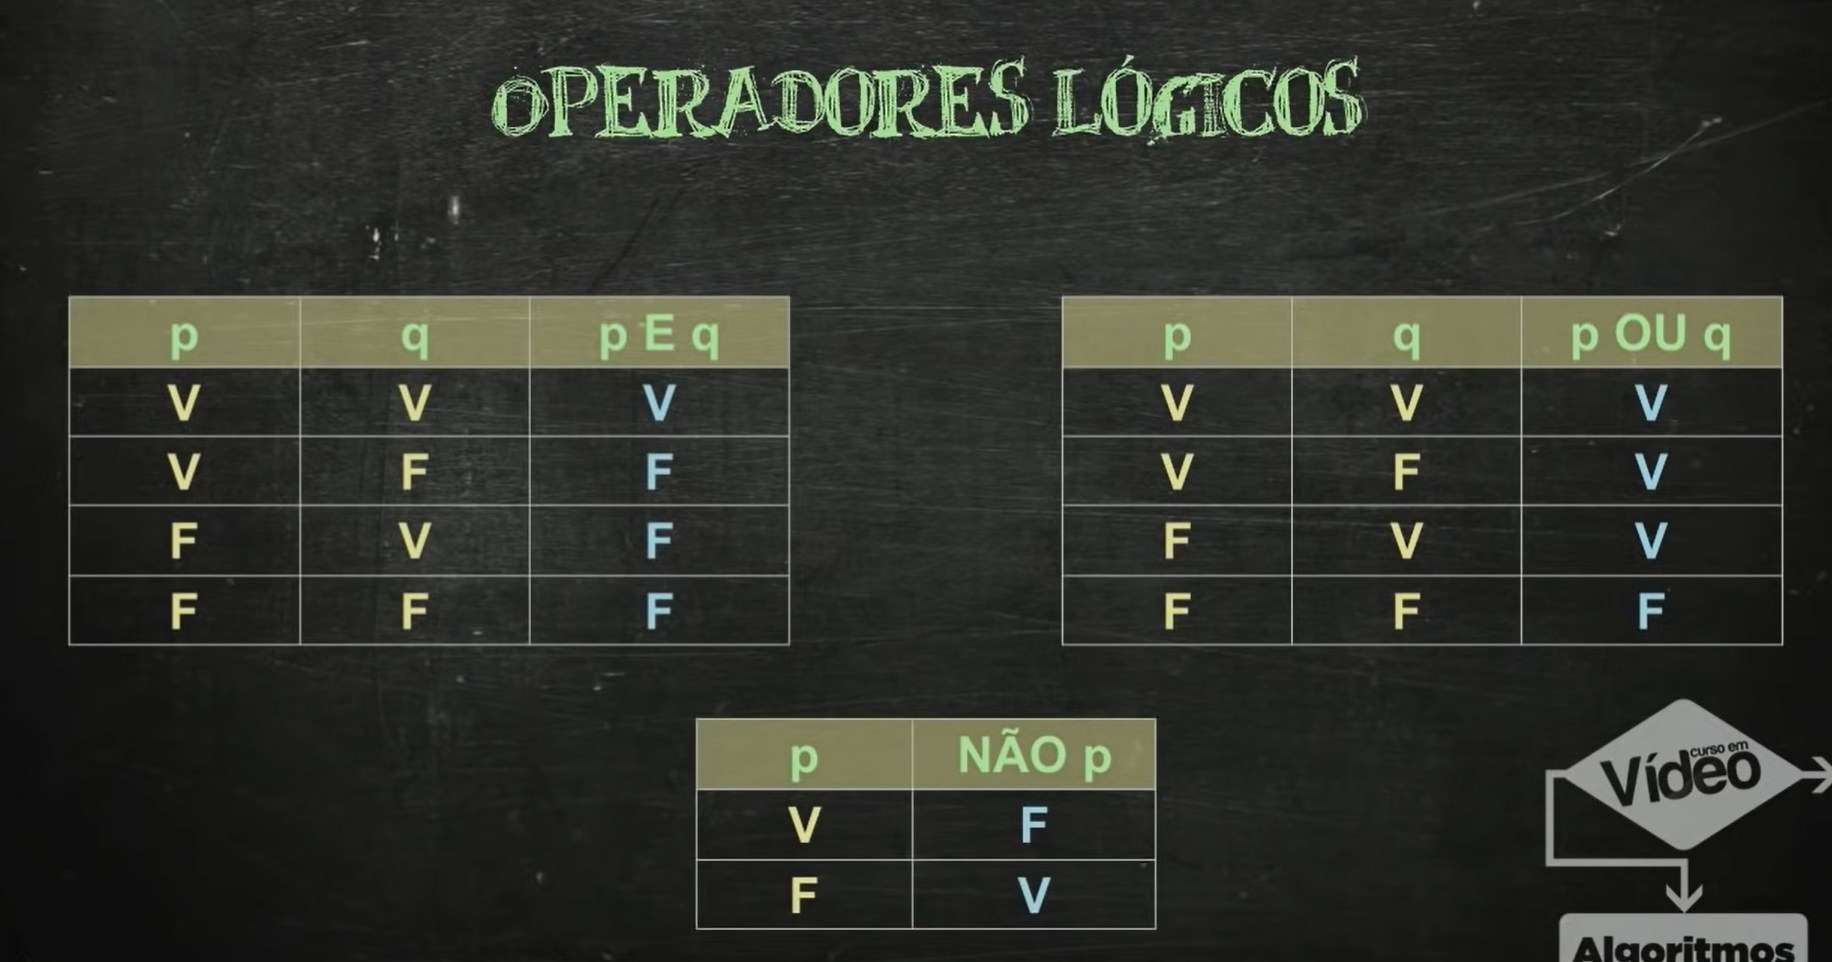 OPERADORES LÓGICOS
p q p E q
V V V
V F F
F V F
F F F
p q p OU q
V V V
V F V
F V V
F F F
p NÃO p
V F
F V
curso em
Vídeo
Algoritmos